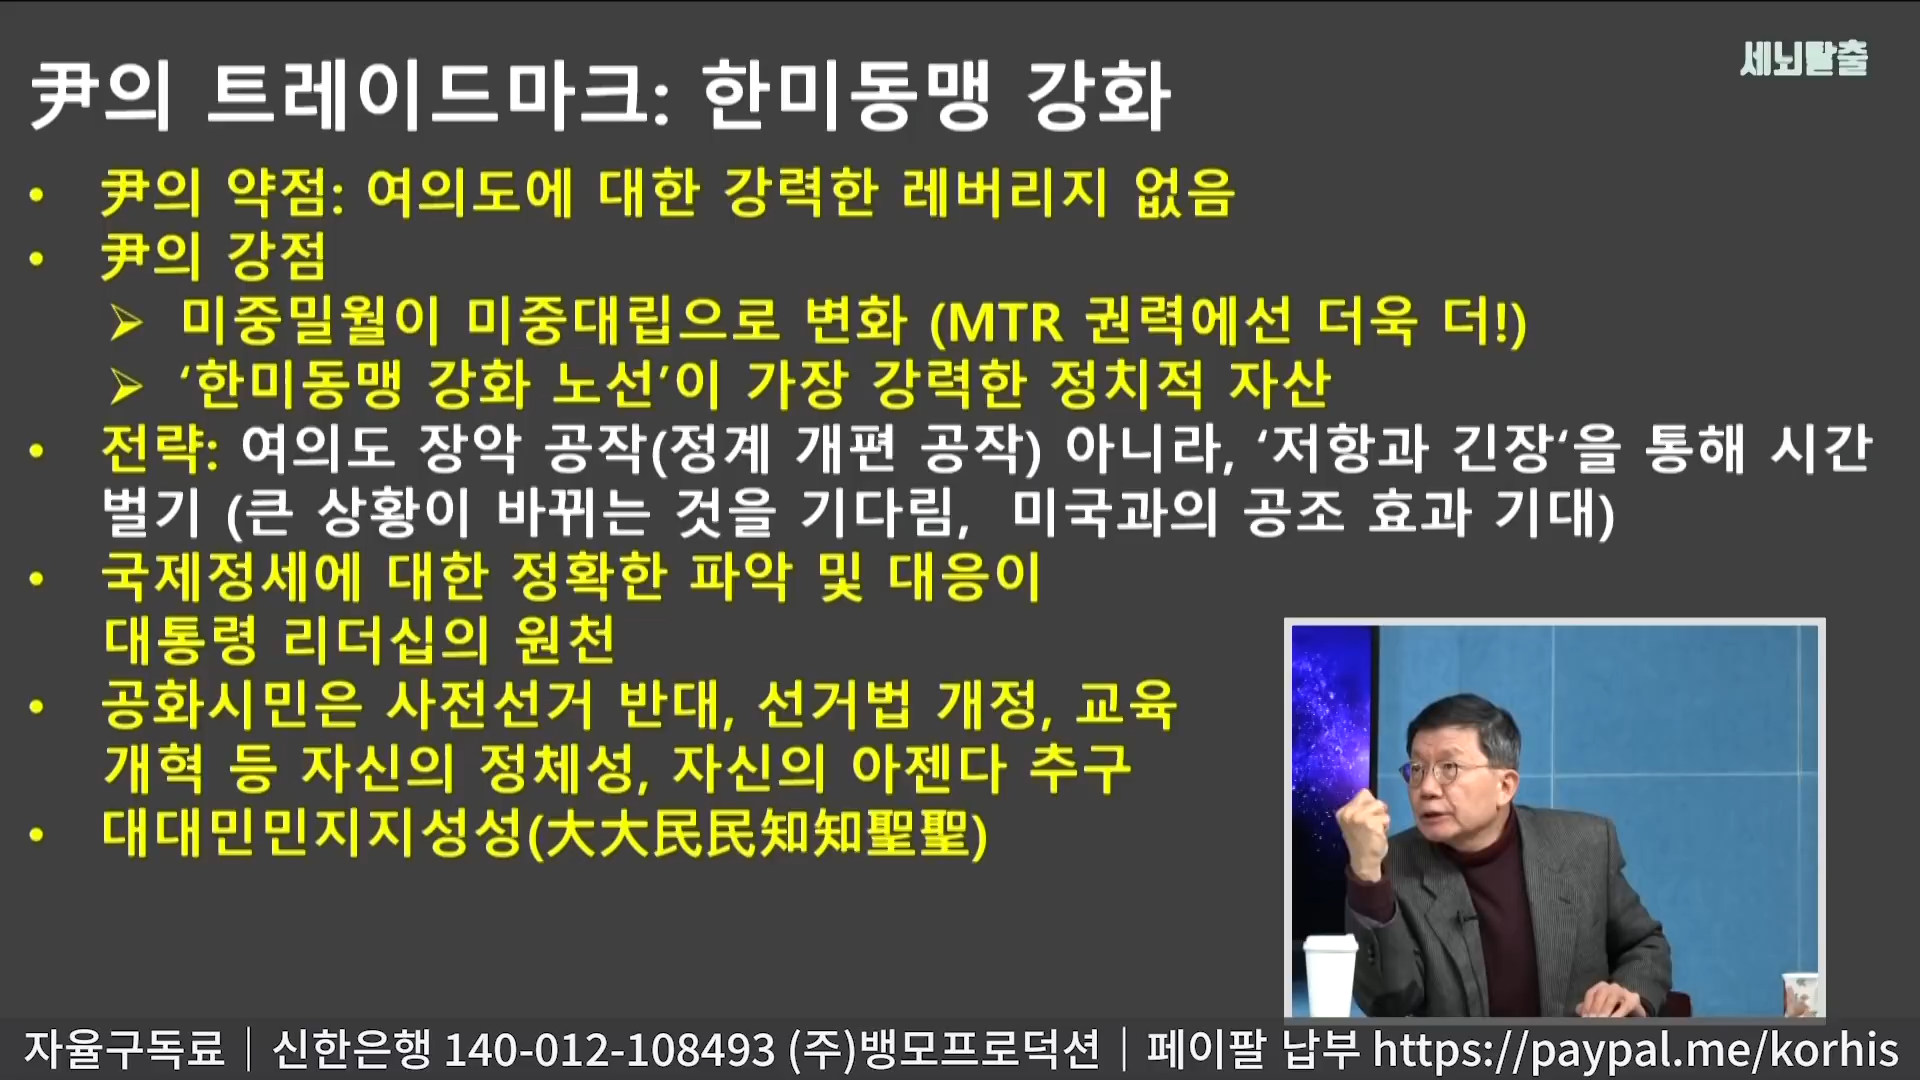 세뇌탈출
尹의 트레이드마크: 한미동맹 강화
• 尹의 약점: 여의도에 대한 강력한 레버리지 없음
• 尹의 강점
➢ 미중밀월이 미중대립으로 변화 (MTR 권력에선 더욱 더!)
➢ ‘한미동맹 강화 노선’이 가장 강력한 정치적 자산
• 전략: 여의도 장악 공작(정계 개편 공작) 아니라, ‘저항과 긴장‘을 통해 시간
벌기 (큰 상황이 바뀌는 것을 기다림, 미국과의 공조 효과 기대)
• 국제정세에 대한 정확한 파악 및 대응이
대통령 리더십의 원천
• 공화시민은 사전선거 반대, 선거법 개정, 교육
개혁 등 자신의 정체성, 자신의 아젠다 추구
• 대대민민지지성성(大大民民知知聖聖)
자율구독료│신한은행 140-012-108493 (주)뱅모프로덕션│페이팔 납부 https://paypal.me/korhis